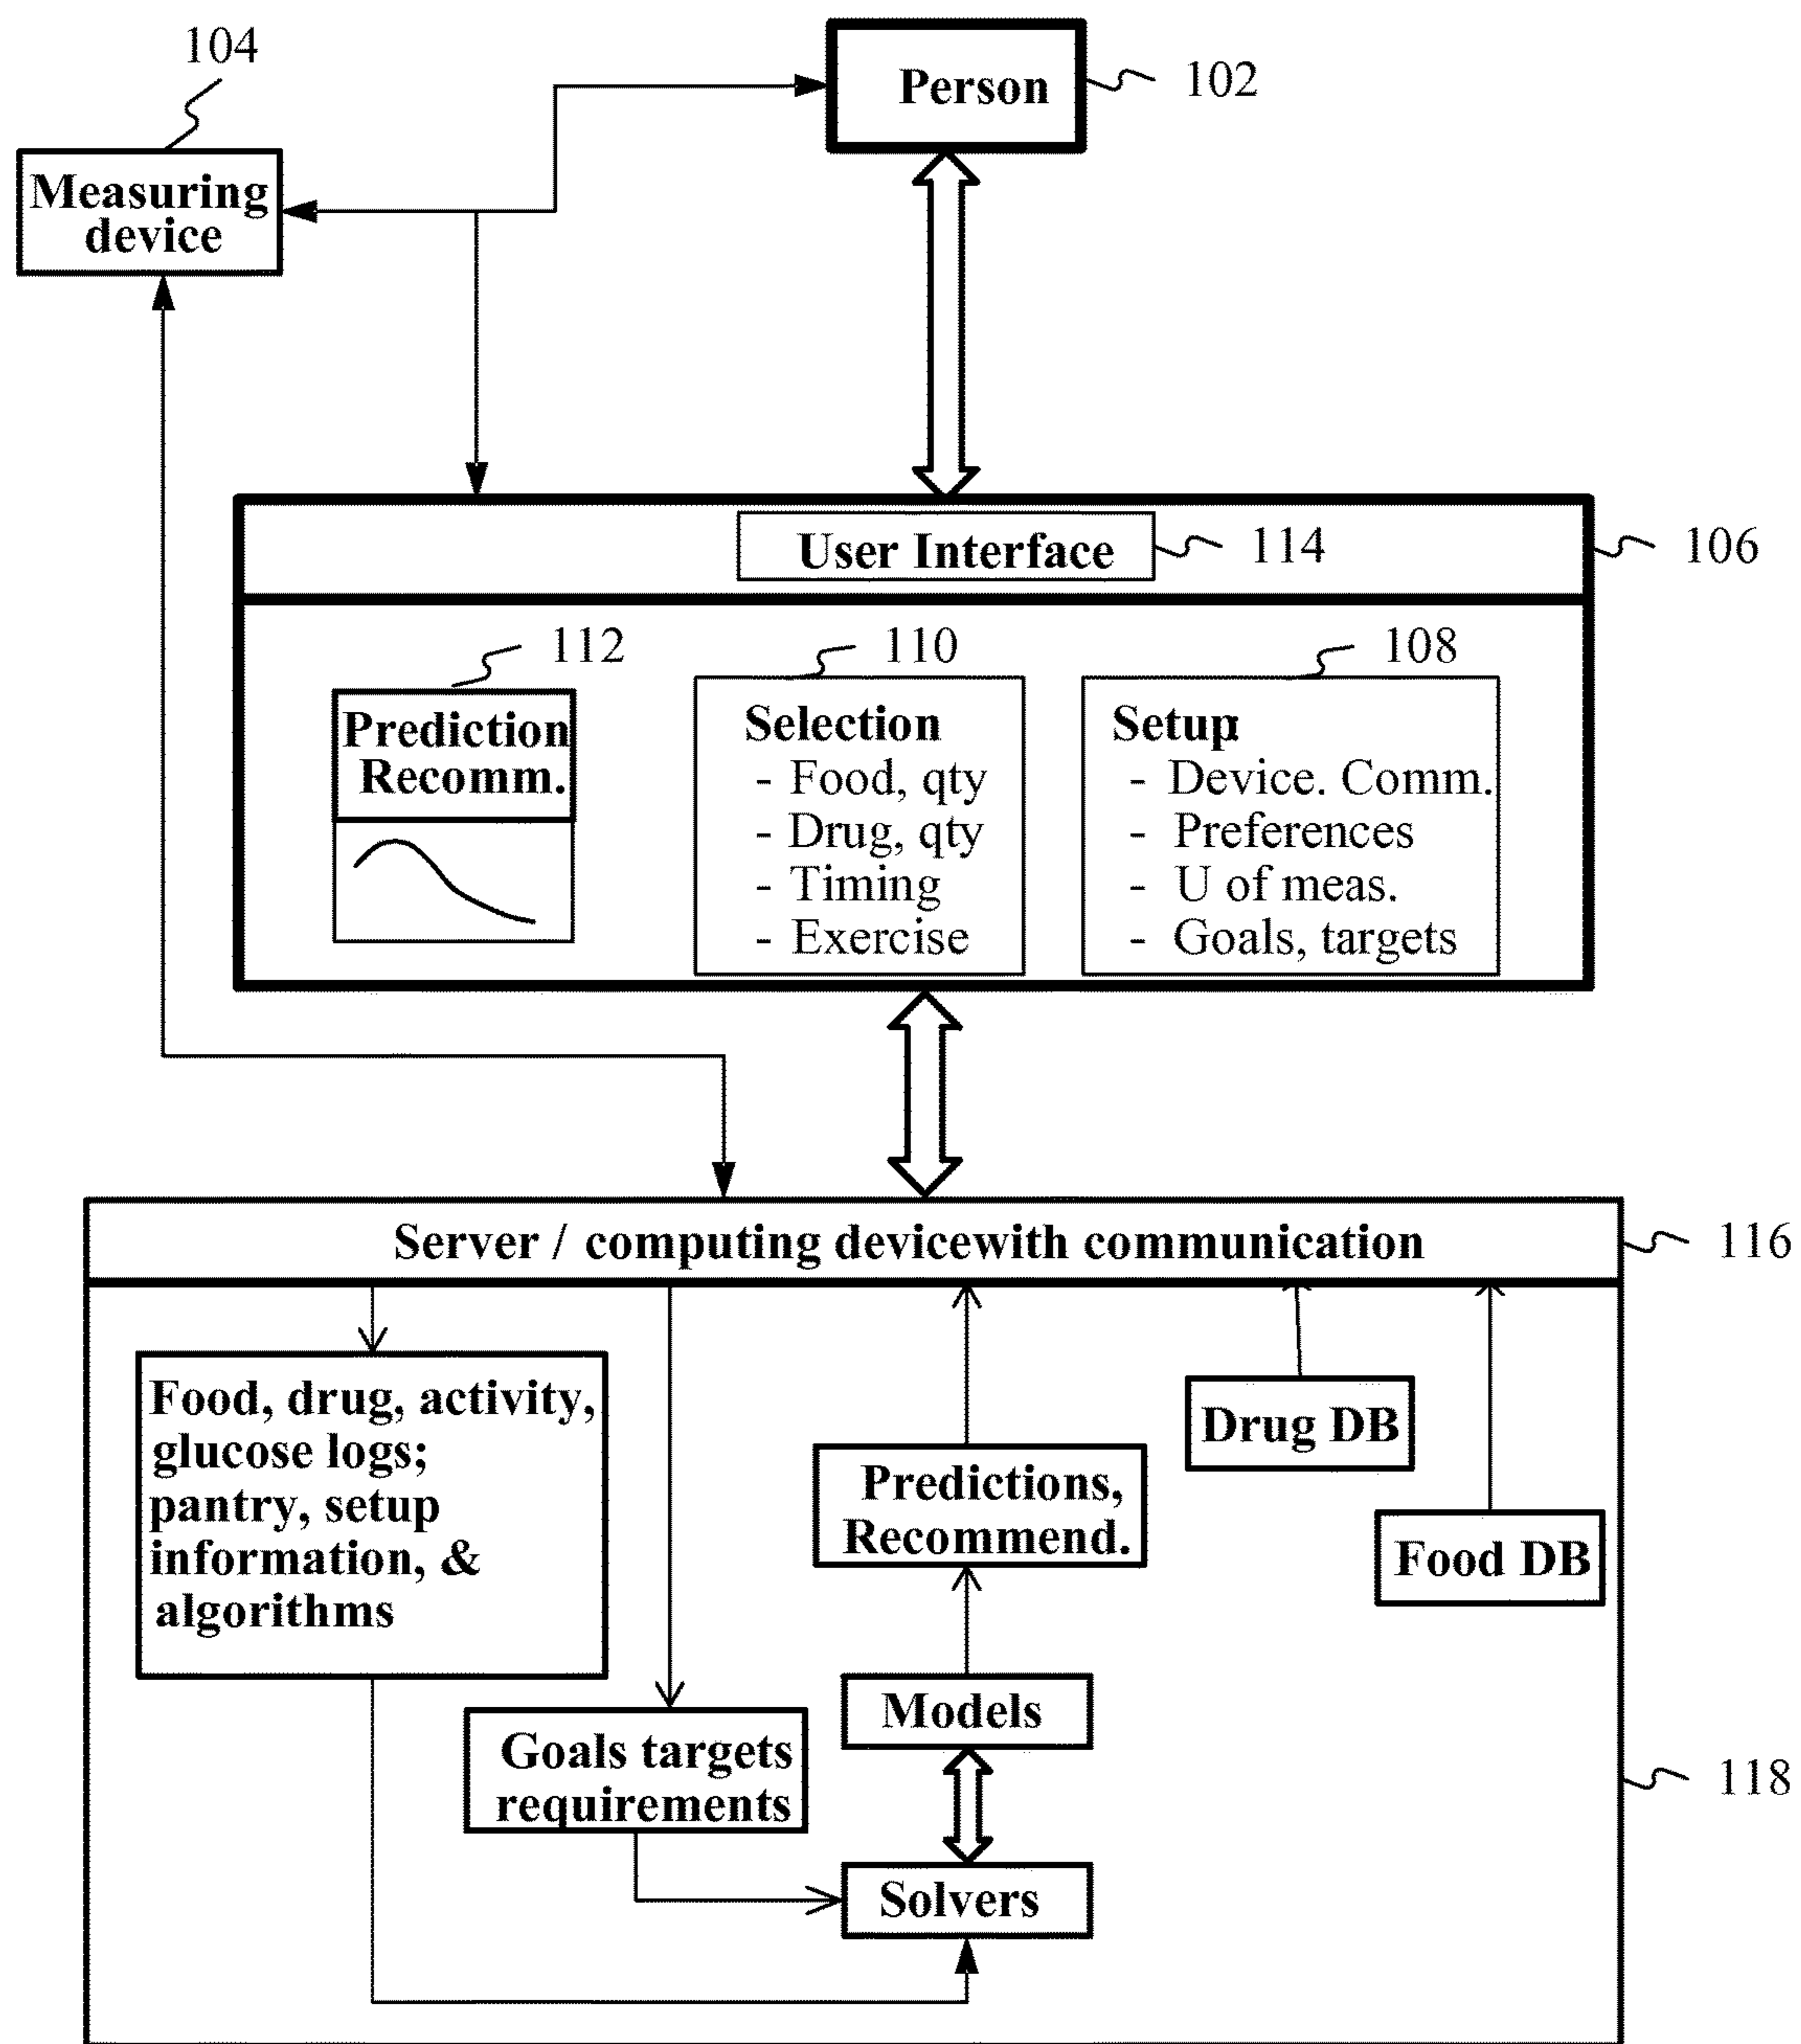 104
Person
102
Measuring
device
User Interface
114
106
112
110
108
Prediction
Recomm.
Selection
- Food, qty
- Drug, qty
- Timing
- Exercise
Setup:
- Device. Comm.
- Preferences
- U of meas.
- Goals, targets
Server / computing devicewith communication
116
Food, drug, activity,
glucose logs;
pantry, setup
information, &
algorithms
Predictions,
Recommend.
Drug DB
Food DB
Goals targets
requirements
Models
Solvers
118